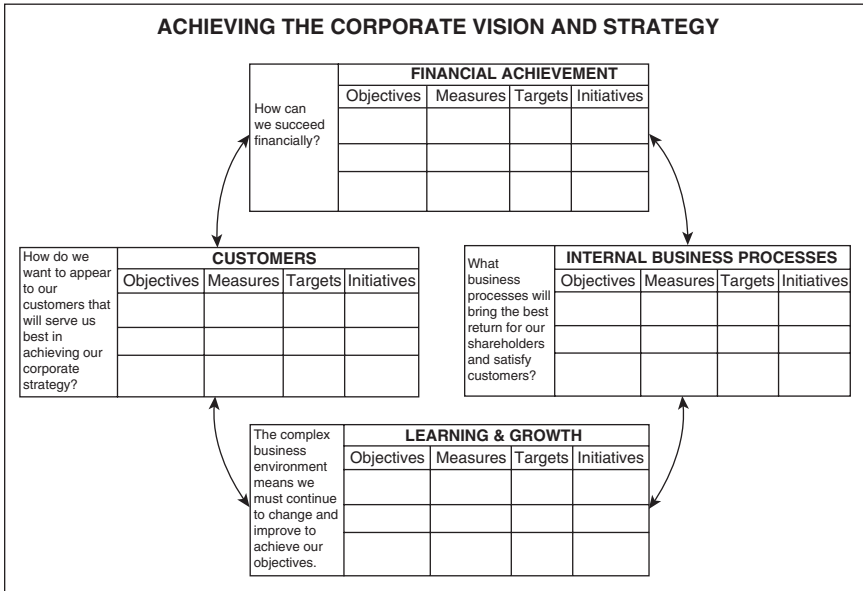 ACHIEVING THE CORPORATE VISION AND STRATEGY
FINANCIAL ACHIEVEMENT
Objectives Measures Targets Initiatives
How can
we succeed
financially?
How do we
want to appear
to our
customers that
will serve us
best in
achieving our
corporate
strategy?
CUSTOMERS
Objectives Measures Targets Initiatives
What
business
processes will
bring the best
return for our
shareholders
and satisfy
customers?
INTERNAL BUSINESS PROCESSES
Objectives Measures Targets Initiatives
The complex
business
environment
means we
must continue
to change and
improve to
achieve our
objectives.
LEARNING & GROWTH
Objectives Measures Targets Initiatives